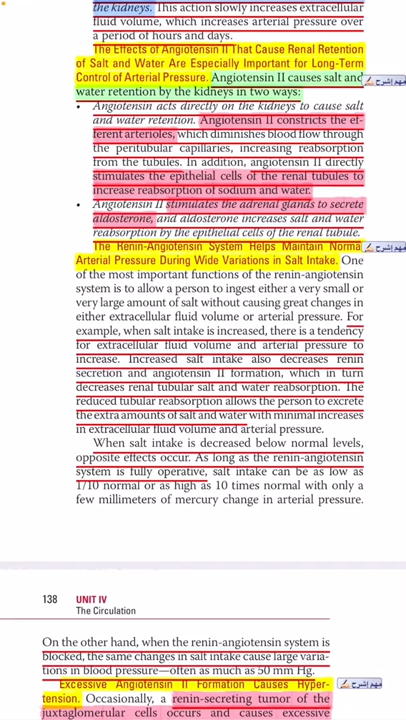 the kidneys. This action slowly increases extracellular
fluid volume, which increases arterial pressure over
a period of hours and days.
The Effects of Angiotensin II That Cause Renal Retention
of Salt and Water Are Especially Important for Long-Term
Control of Arterial Pressure. Angiotensin II causes salt and
مهم إشرح
water retention by the kidneys in two ways:
• Angiotensin acts directly on the kidneys to cause salt
and water retention. Angiotensin II constricts the ef-
ferent arterioles, which diminishes blood flow through
the peritubular capillaries, increasing reabsorption
from the tubules. In addition, angiotensin II directly
stimulates the epithelial cells of the renal tubules to
increase reabsorption of sodium and water.
• Angiotensin II stimulates the adrenal glands to secrete
aldosterone, and aldosterone increases salt and water
reabsorption by the epithelial cells of the renal tubule.
The Renin-Angiotensin System Helps Maintain Norma
مهم إشرح
Arterial Pressure During Wide Variations in Salt Intake. One
of the most important functions of the renin-angiotensin
system is to allow a person to ingest either a very small or
very large amount of salt without causing great changes in
either extracellular fluid volume or arterial pressure. For
example, when salt intake is increased, there is a tendency
for extracellular fluid volume and arterial pressure to
increase. Increased salt intake also decreases renin
secretion and angiotensin II formation, which in turn
decreases renal tubular salt and water reabsorption. The
reduced tubular reabsorption allows the person to excrete
the extra amounts of salt and water with minimal increases
in extracellular fluid volume and arterial pressure.
When salt intake is decreased below normal levels,
opposite effects occur. As long as the renin-angiotensin
system is fully operative, salt intake can be as low as
1/10 normal or as high as 10 times normal with only a
few millimeters of mercury change in arterial pressure.
138 UNIT IV
The Circulation
On the other hand, when the renin-angiotensin system is
blocked, the same changes in salt intake cause large varia-
tions in blood pressure—often as much as 50 mm Hg.
Excessive Angiotensin II Formation Causes Hyper-
مهم إشرح
tension. Occasionally, a renin-secreting tumor of the
juxtaglomerular cells occurs and causes excessive